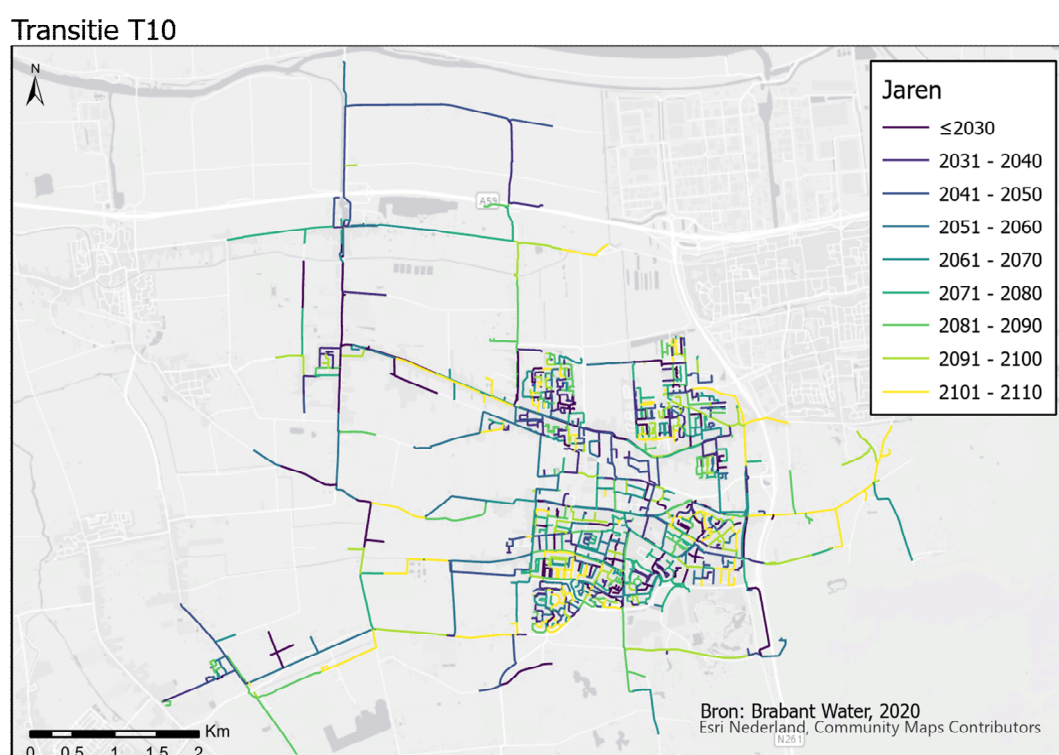 Transitie T10
N
A59
Jaren
≤2030
2031 - 2040
2041 - 2050
2051 - 2060
2061 - 2070
2071 - 2080
2081 - 2090
2091 - 2100
2101 - 2110
Bron: Brabant Water, 2020
Esri Nederland, Community Maps Contributors
N261
Km
0 0.5 1 1.5 2